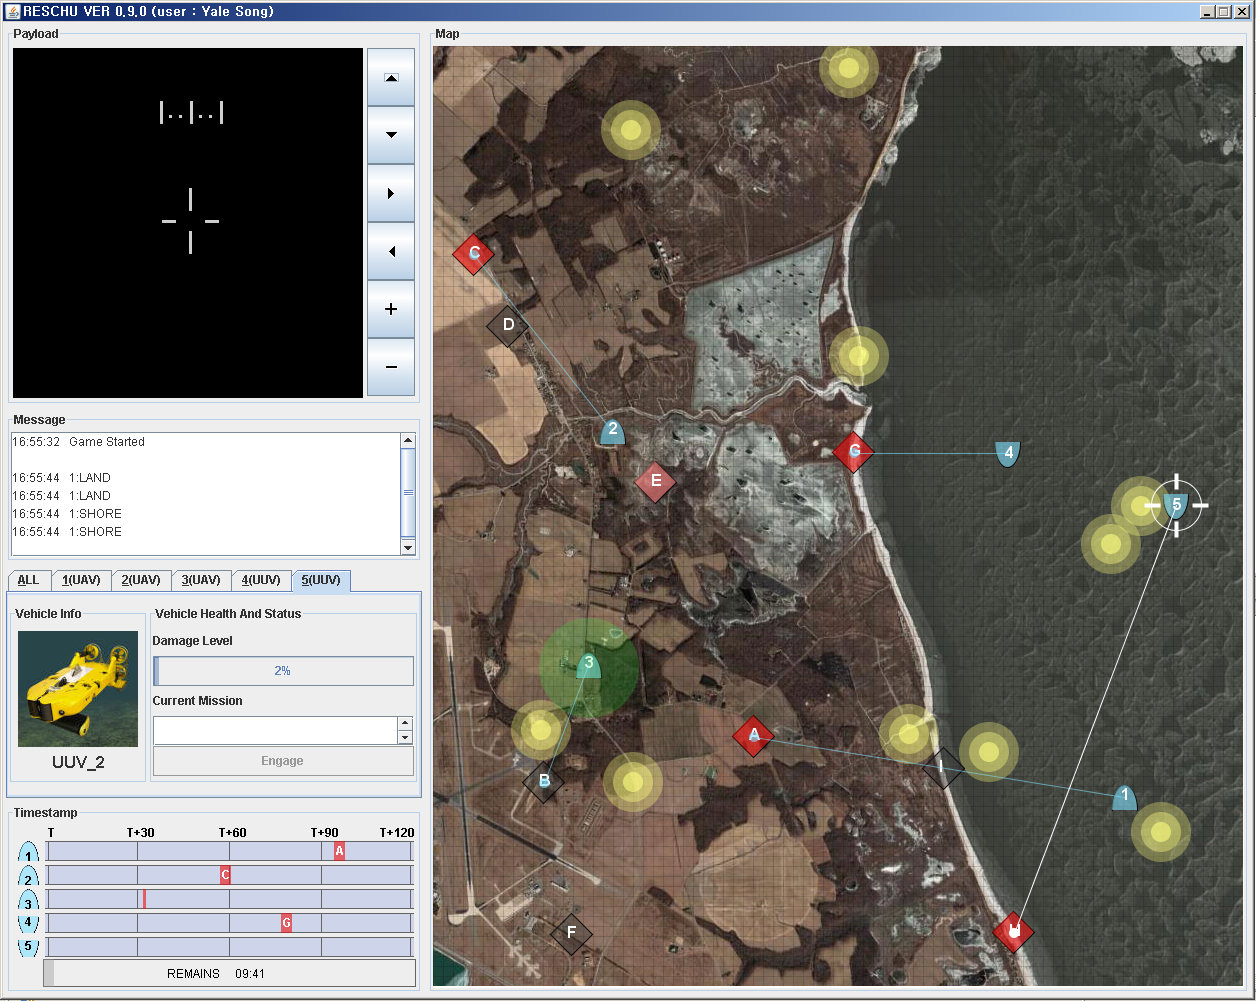 RESCHU VER 0.9.0 (user : Yale Song)
Payload
Map
|..|..|
+
−
Message
16:55:32 Game Started
16:55:44 1:LAND
16:55:44 1:LAND
16:55:44 1:SHORE
16:55:44 1:SHORE
ALL 1(UAV) 2(UAV) 3(UAV) 4(UUV) 5(UUV)
Vehicle Info
UUV_2
Vehicle Health And Status
Damage Level
2%
Current Mission
Engage
Timestamp
T T+30 T+60 T+90 T+120
1 A
2 C
3
4 G
5
REMAINS 09:41
C
D
2
G
4
E
5
3
A
I
B
1
F
H